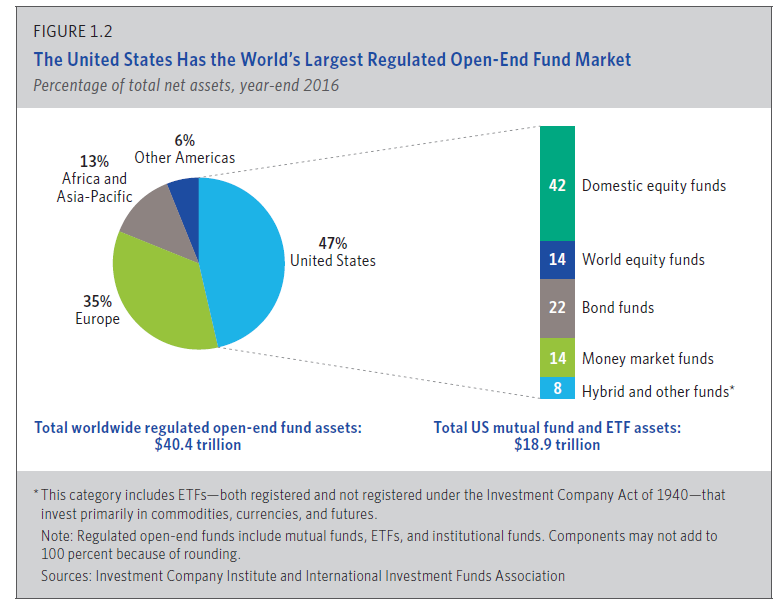 FIGURE 1.2
The United States Has the World's Largest Regulated Open-End Fund Market
Percentage of total net assets, year-end 2016
6%
Other Americas
13%
Africa and
Asia-Pacific
47%
United States
35%
Europe
42 Domestic equity funds
14 World equity funds
22 Bond funds
14 Money market funds
8 Hybrid and other funds*
Total worldwide regulated open-end fund assets:
$40.4 trillion
Total US mutual fund and ETF assets:
$18.9 trillion
* This category includes ETFs—both registered and not registered under the Investment Company Act of 1940—that
invest primarily in commodities, currencies, and futures.
Note: Regulated open-end funds include mutual funds, ETFs, and institutional funds. Components may not add to
100 percent because of rounding.
Sources: Investment Company Institute and International Investment Funds Association